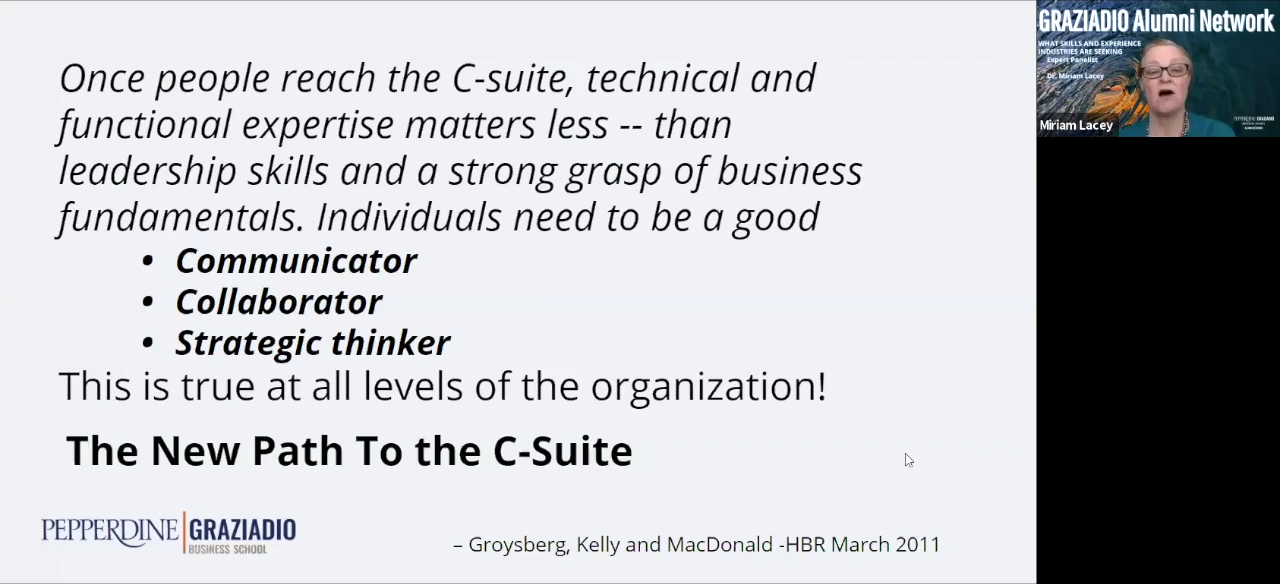 Once people reach the C-suite, technical and
functional expertise matters less -- than
leadership skills and a strong grasp of business
fundamentals. Individuals need to be a good
• Communicator
• Collaborator
• Strategic thinker
This is true at all levels of the organization!
The New Path To the C-Suite
PEPPERDINE | GRAZIADIO
BUSINESS SCHOOL
– Groysberg, Kelly and MacDonald -HBR March 2011
GRAZIADIO Alumni Network
WHAT SKILLS AND EXPERIENCE
INDUSTRIES ARE SEEKING
Expert Panelist
Dr. Miriam Lacey
Miriam Lacey
PEPPERDINE GRAZIADIO